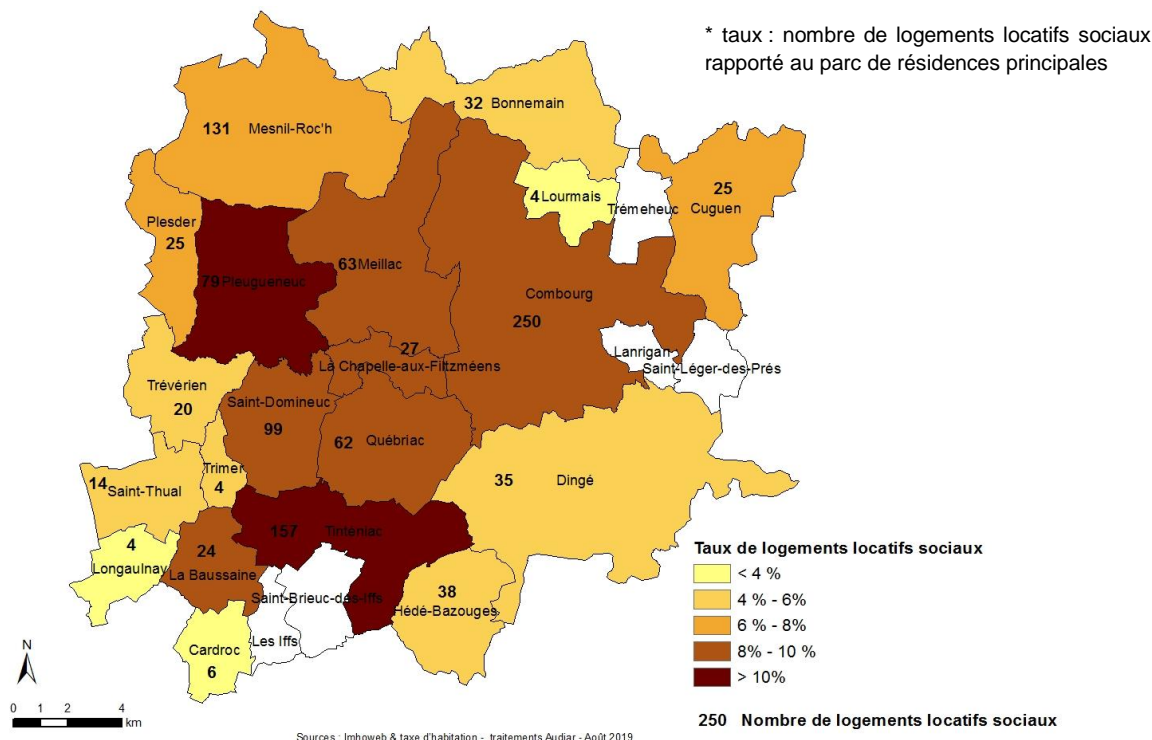 * taux : nombre de logements locatifs sociaux
rapporté au parc de résidences principales
32 Bonnemain
131 Mesnil-Roc'h
4 Lourmais
Trémeheuc
25
Cuguen
Plesder
25
79 Pleugueneuc
63 Meillac
Combourg
250
27
La Chapelle-aux-Filtzméens
Lanrigan
Saint-Léger-des-Prés
Trévérien
20
Saint-Domineuc
99
62 Québriac
14
Saint-Thual
Trimer
4
35 Dingé
157 Tinténiac
4
Longaulnay
24
La Baussaine
Saint-Brieuc-des-Iffs
38
Hédé-Bazouges
Les Iffs
Cardroc
6
Taux de logements locatifs sociaux
< 4 %
4 % - 6%
6 % - 8%
8% - 10 %
> 10%
250 Nombre de logements locatifs sociaux
N
0 2 4
km
Sources : Imhoweb & taxe d'habitation - traitements Audiar - Août 2019